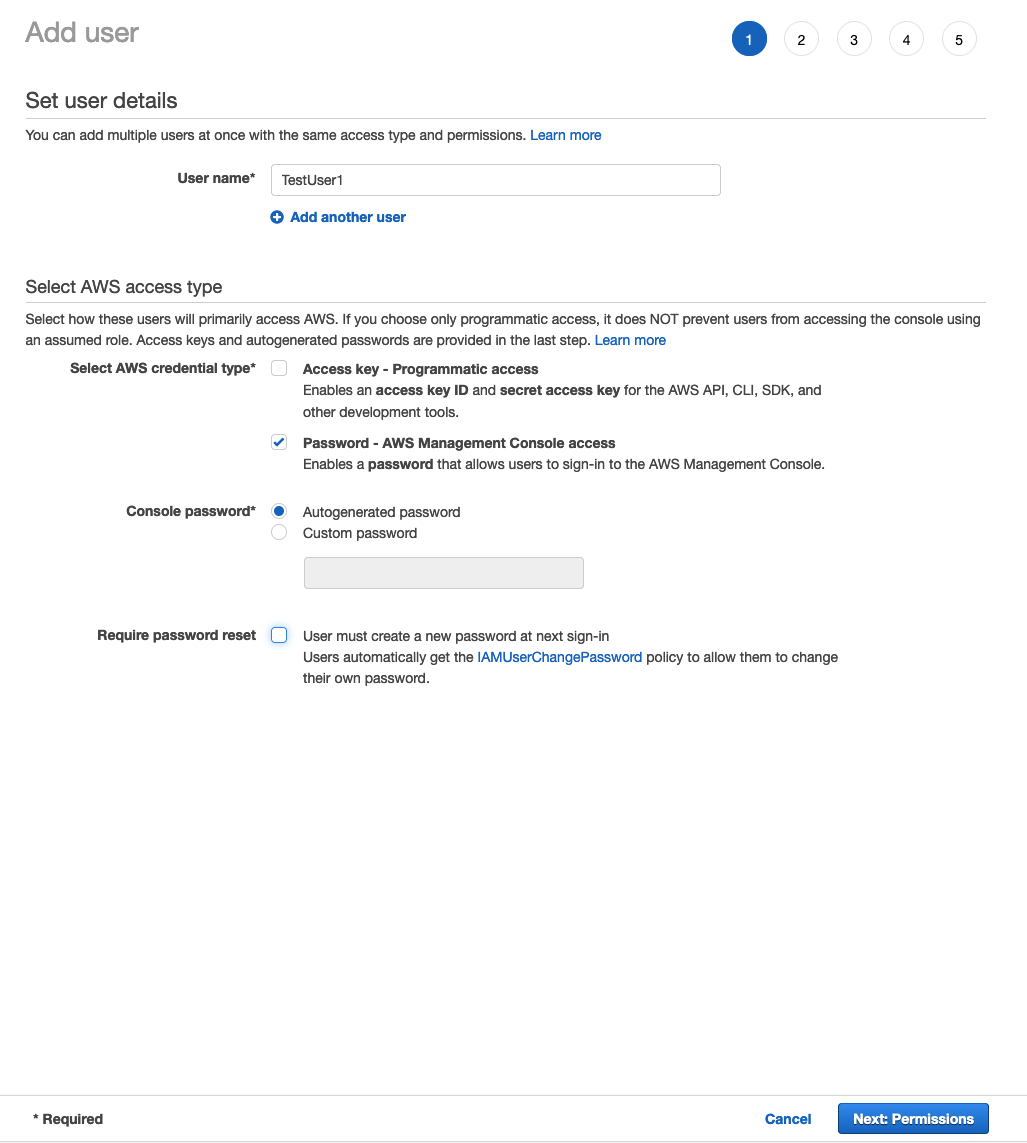 Add user
1 2 3 4 5
Set user details
You can add multiple users at once with the same access type and permissions. Learn more
User name* TestUser1
Add another user
Select AWS access type
Select how these users will primarily access AWS. If you choose only programmatic access, it does NOT prevent users from accessing the console using
an assumed role. Access keys and autogenerated passwords are provided in the last step. Learn more
Select AWS credential type* Access key - Programmatic access
Enables an access key ID and secret access key for the AWS API, CLI, SDK, and
other development tools.
Password - AWS Management Console access
Enables a password that allows users to sign-in to the AWS Management Console.
Console password* Autogenerated password
Custom password
Require password reset User must create a new password at next sign-in
Users automatically get the IAMUserChangePassword policy to allow them to change
their own password.
* Required Cancel Next: Permissions